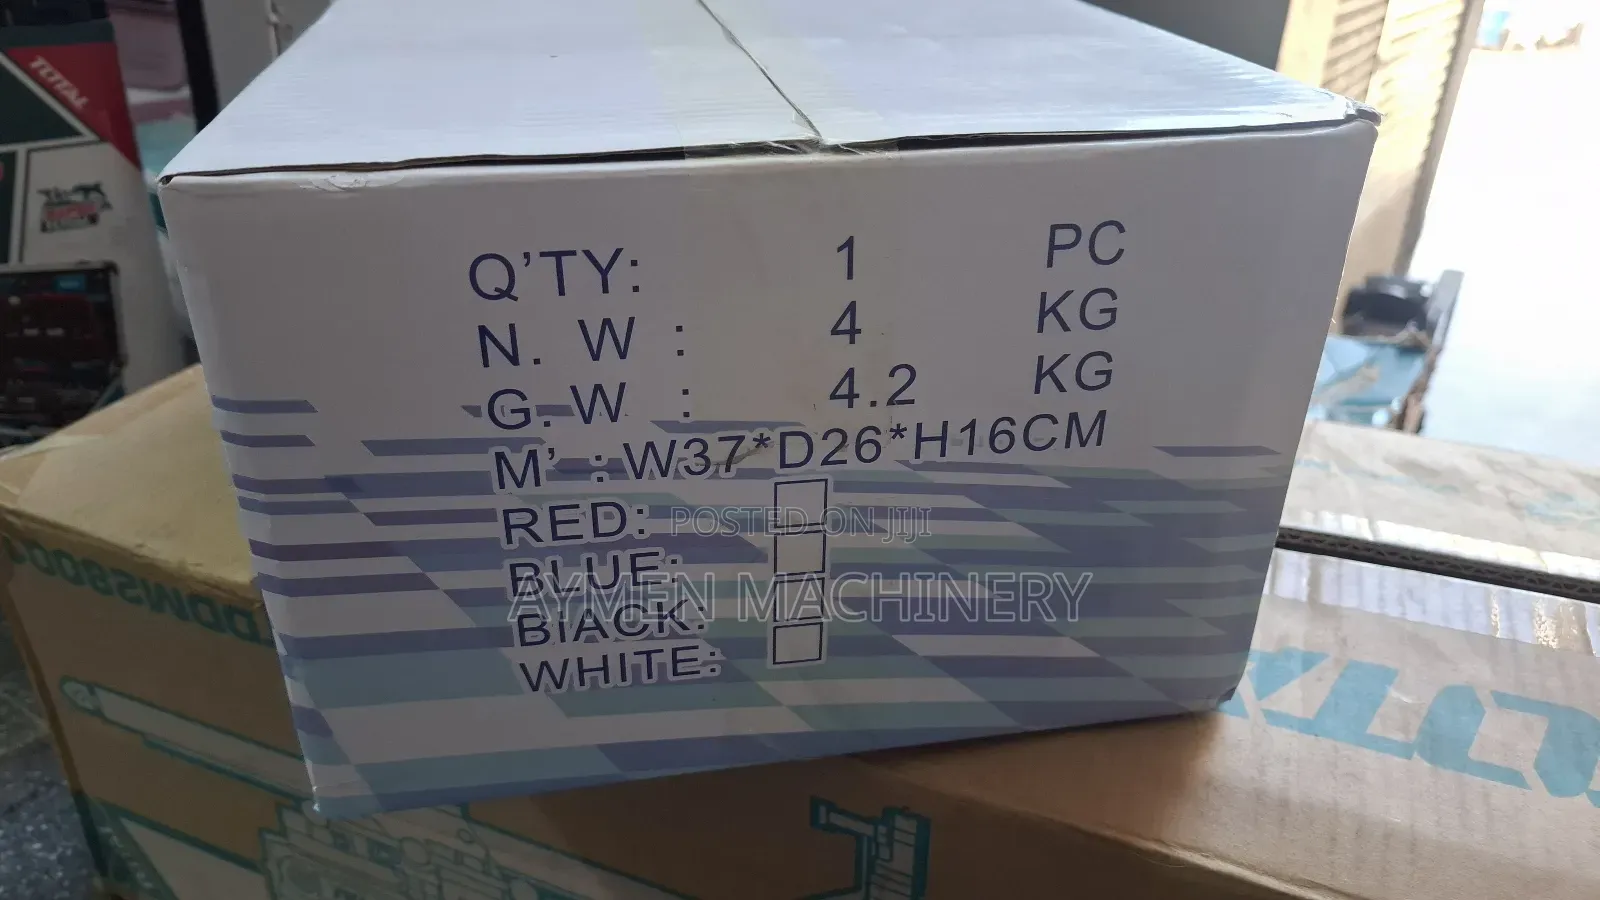 TOTAL
Q'TY: 1 PC
N. W : 4 KG
G. W : 4.2 KG
M' : W37*D26*H16CM
RED:
POSTED ON JIJI
BLUE:
AYMEN MACHINERY
BIACK:
WHITE: